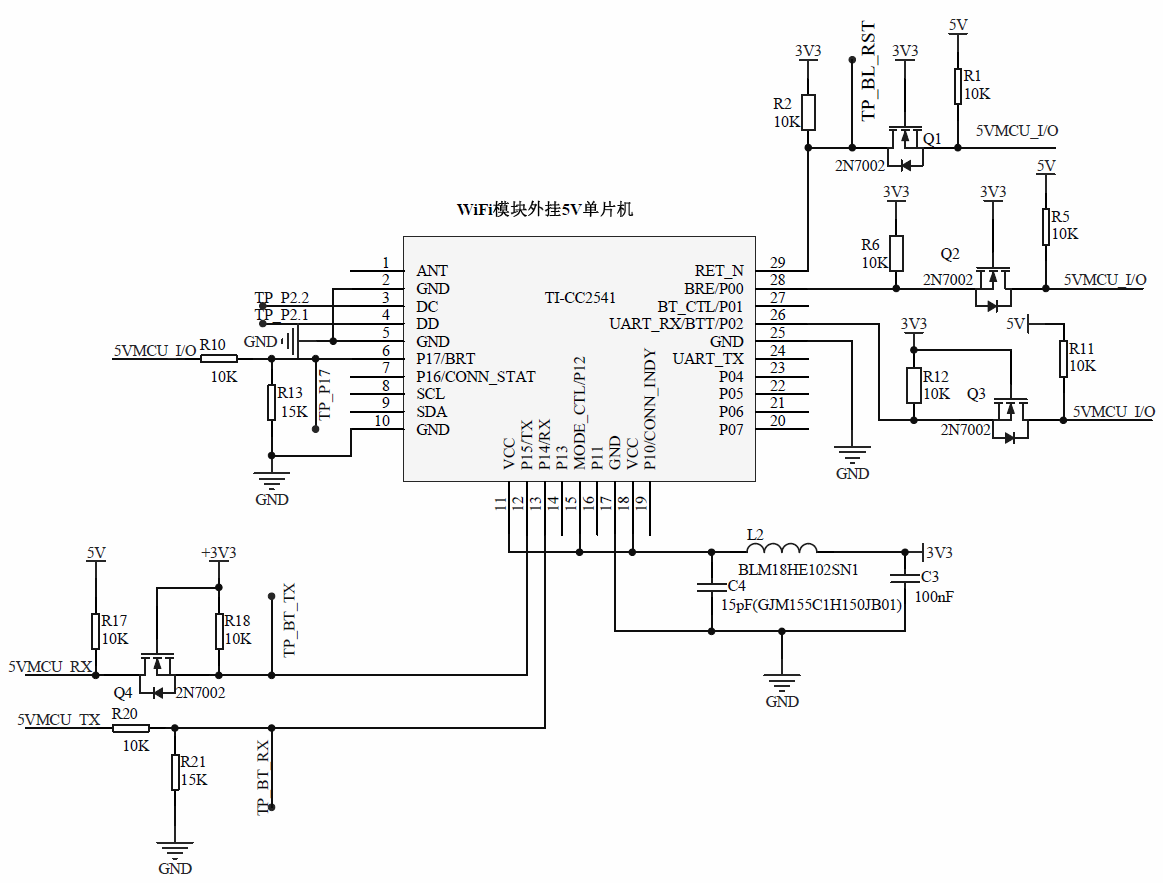 5V
3V3
TP_BL_RST
3V3
R1
10K
R2
10K
Q1
5VMCU_I/O
2N7002
5V
3V3
3V3
R5
10K
R6
10K
Q2
2N7002
5VMCU_I/O
WiFi模块外挂5V单片机
1
ANT
2
GND
TP_P2.2
3
DC
TP_P2.1
4
DD
GND
5
GND
5VMCU_I/O
R10
10K
6
P17/BRT
7
P16/CONN_STAT
8
SCL
9
SDA
10
GND
R13
15K
TP_P17
GND
TI-CC2541
RET_N
29
BRE/P00
28
BT_CTL/P01
27
UART_RX/BTT/P02
26
GND
25
UART_TX
24
P04
23
P05
22
P06
21
P07
20
3V3
5V
R11
10K
R12
10K
Q3
2N7002
5VMCU_I/O
GND
VCC
P15/TX
P14/RX
P13
MODE_CTL/P12
P11
GND
VCC
P10/CONN_INDY
11
12
13
14
15
16
17
18
19
L2
BLM18HE102SN1
3V3
C4
15pF(GJM155C1H150JB01)
C3
100nF
GND
5V
+3V3
R17
10K
R18
10K
TP_BT_TX
5VMCU_RX
Q4
2N7002
5VMCU_TX
R20
10K
R21
15K
TP_BT_RX
GND